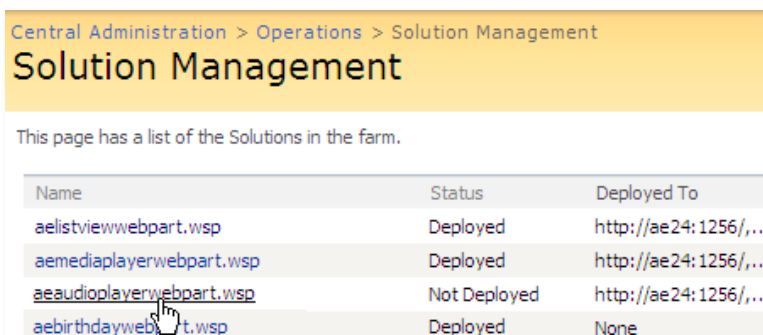 Central Administration > Operations > Solution Management
Solution Management
This page has a list of the Solutions in the farm.
Name Status Deployed To
aelistviewwebpart.wsp Deployed http://ae24:1256/,..
aemediaplayerwebpart.wsp Deployed http://ae24:1256/,..
aeaudioplayerwebpart.wsp Not Deployed http://ae24:1256/,..
aebirthdaywebpart.wsp Deployed None